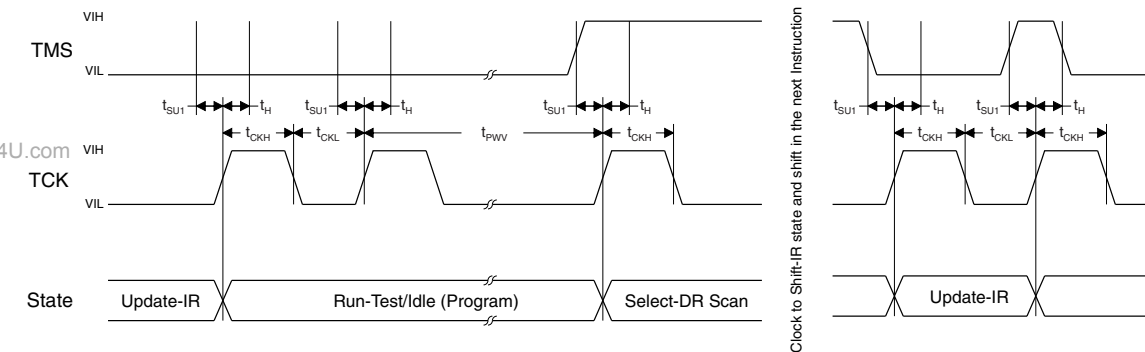 VIH
TMS
VIL
tSU1 tH tSU1 tH tSU1 tH tSU1 tH tSU1 tH
tCKH tCKL tPWV tCKH tCKH tCKL tCKH
4U.com
VIH
TCK
VIL
State Update-IR Run-Test/Idle (Program) Select-DR Scan Update-IR
Clock to Shift-IR state and shift in the next Instruction